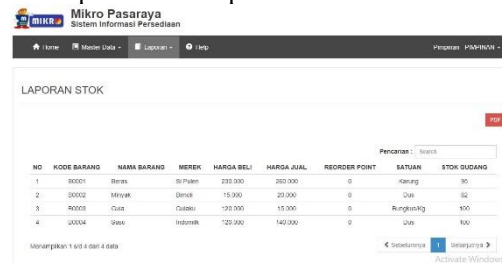 MIKRO
Mikro Pasaraya
Sistem Informasi Persediaan
Home Master Data Laporan Help Pimpinan PIMPINAN
LAPORAN STOK
PDF
Pencarian : Search
NO KODE BARANG NAMA BARANG MEREK HARGA BELI HARGA JUAL REORDER POINT SATUAN STOK GUDANG
1 B0001 Beras Si Pulen 230.000 260.000 0 Karung
2 B0002 Minyak Bimoli 15.000 20.000 0 Dus
3 B0003 Gula Gulaku 120.000 15.000 0 Bungkus/Kg 100
4 B0004 Susu Indomilk 120.000 140.000 0 Dus 100
Menampilkan 1 s/d 4 dari 4 data
Sebelumnya 1 Selanjutnya
Activate Windows